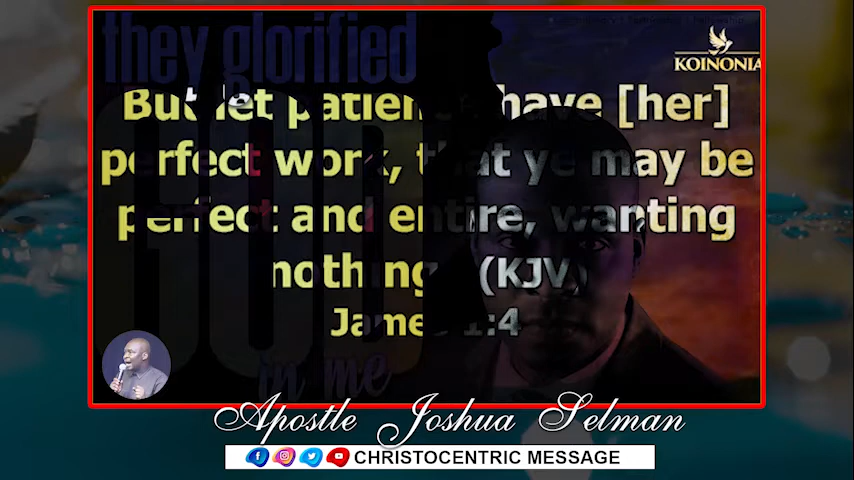 they glorified
KOINONIA
But let patience have [her]
perfect work, that ye may be
perfect and entire, wanting
nothing. (KJV)
James 1:4
GOD
in me
Apostle Joshua Selman
CHRISTOCENTRIC MESSAGE